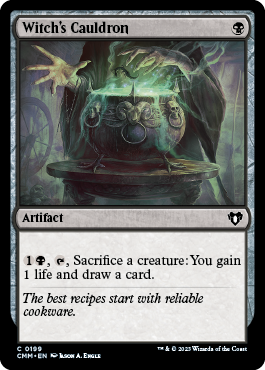 Witch's Cauldron
Artifact
1, , Sacrifice a creature: You gain
1 life and draw a card.
The best recipes start with reliable
cookware.
C 0199
CMM • EN Jason A. Engle
™ & © 2023 Wizards of the Coast